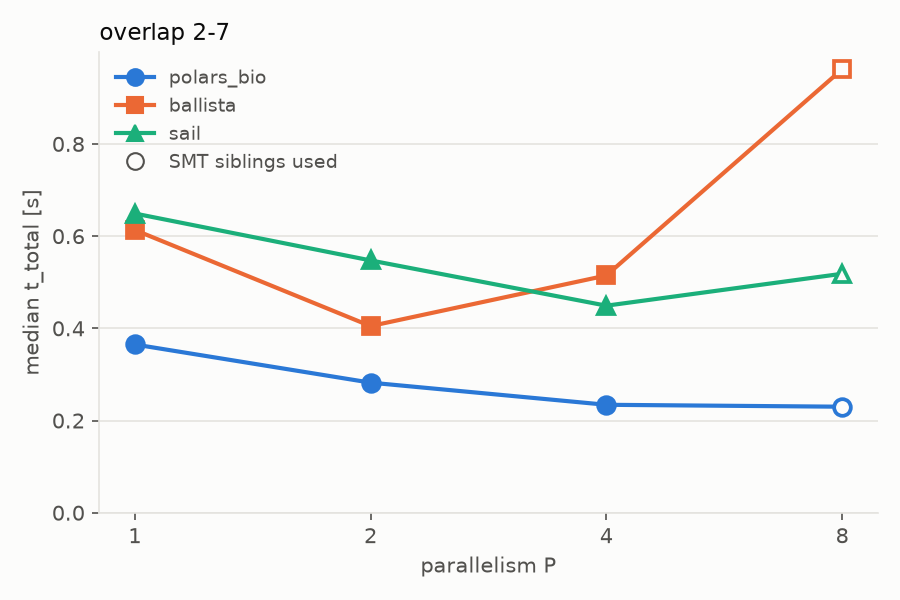 overlap 2-7
polars_bio
ballista
sail
SMT siblings used
median t_total [s]
0.8
0.6
0.4
0.2
0.0
1 2 4 8
parallelism P